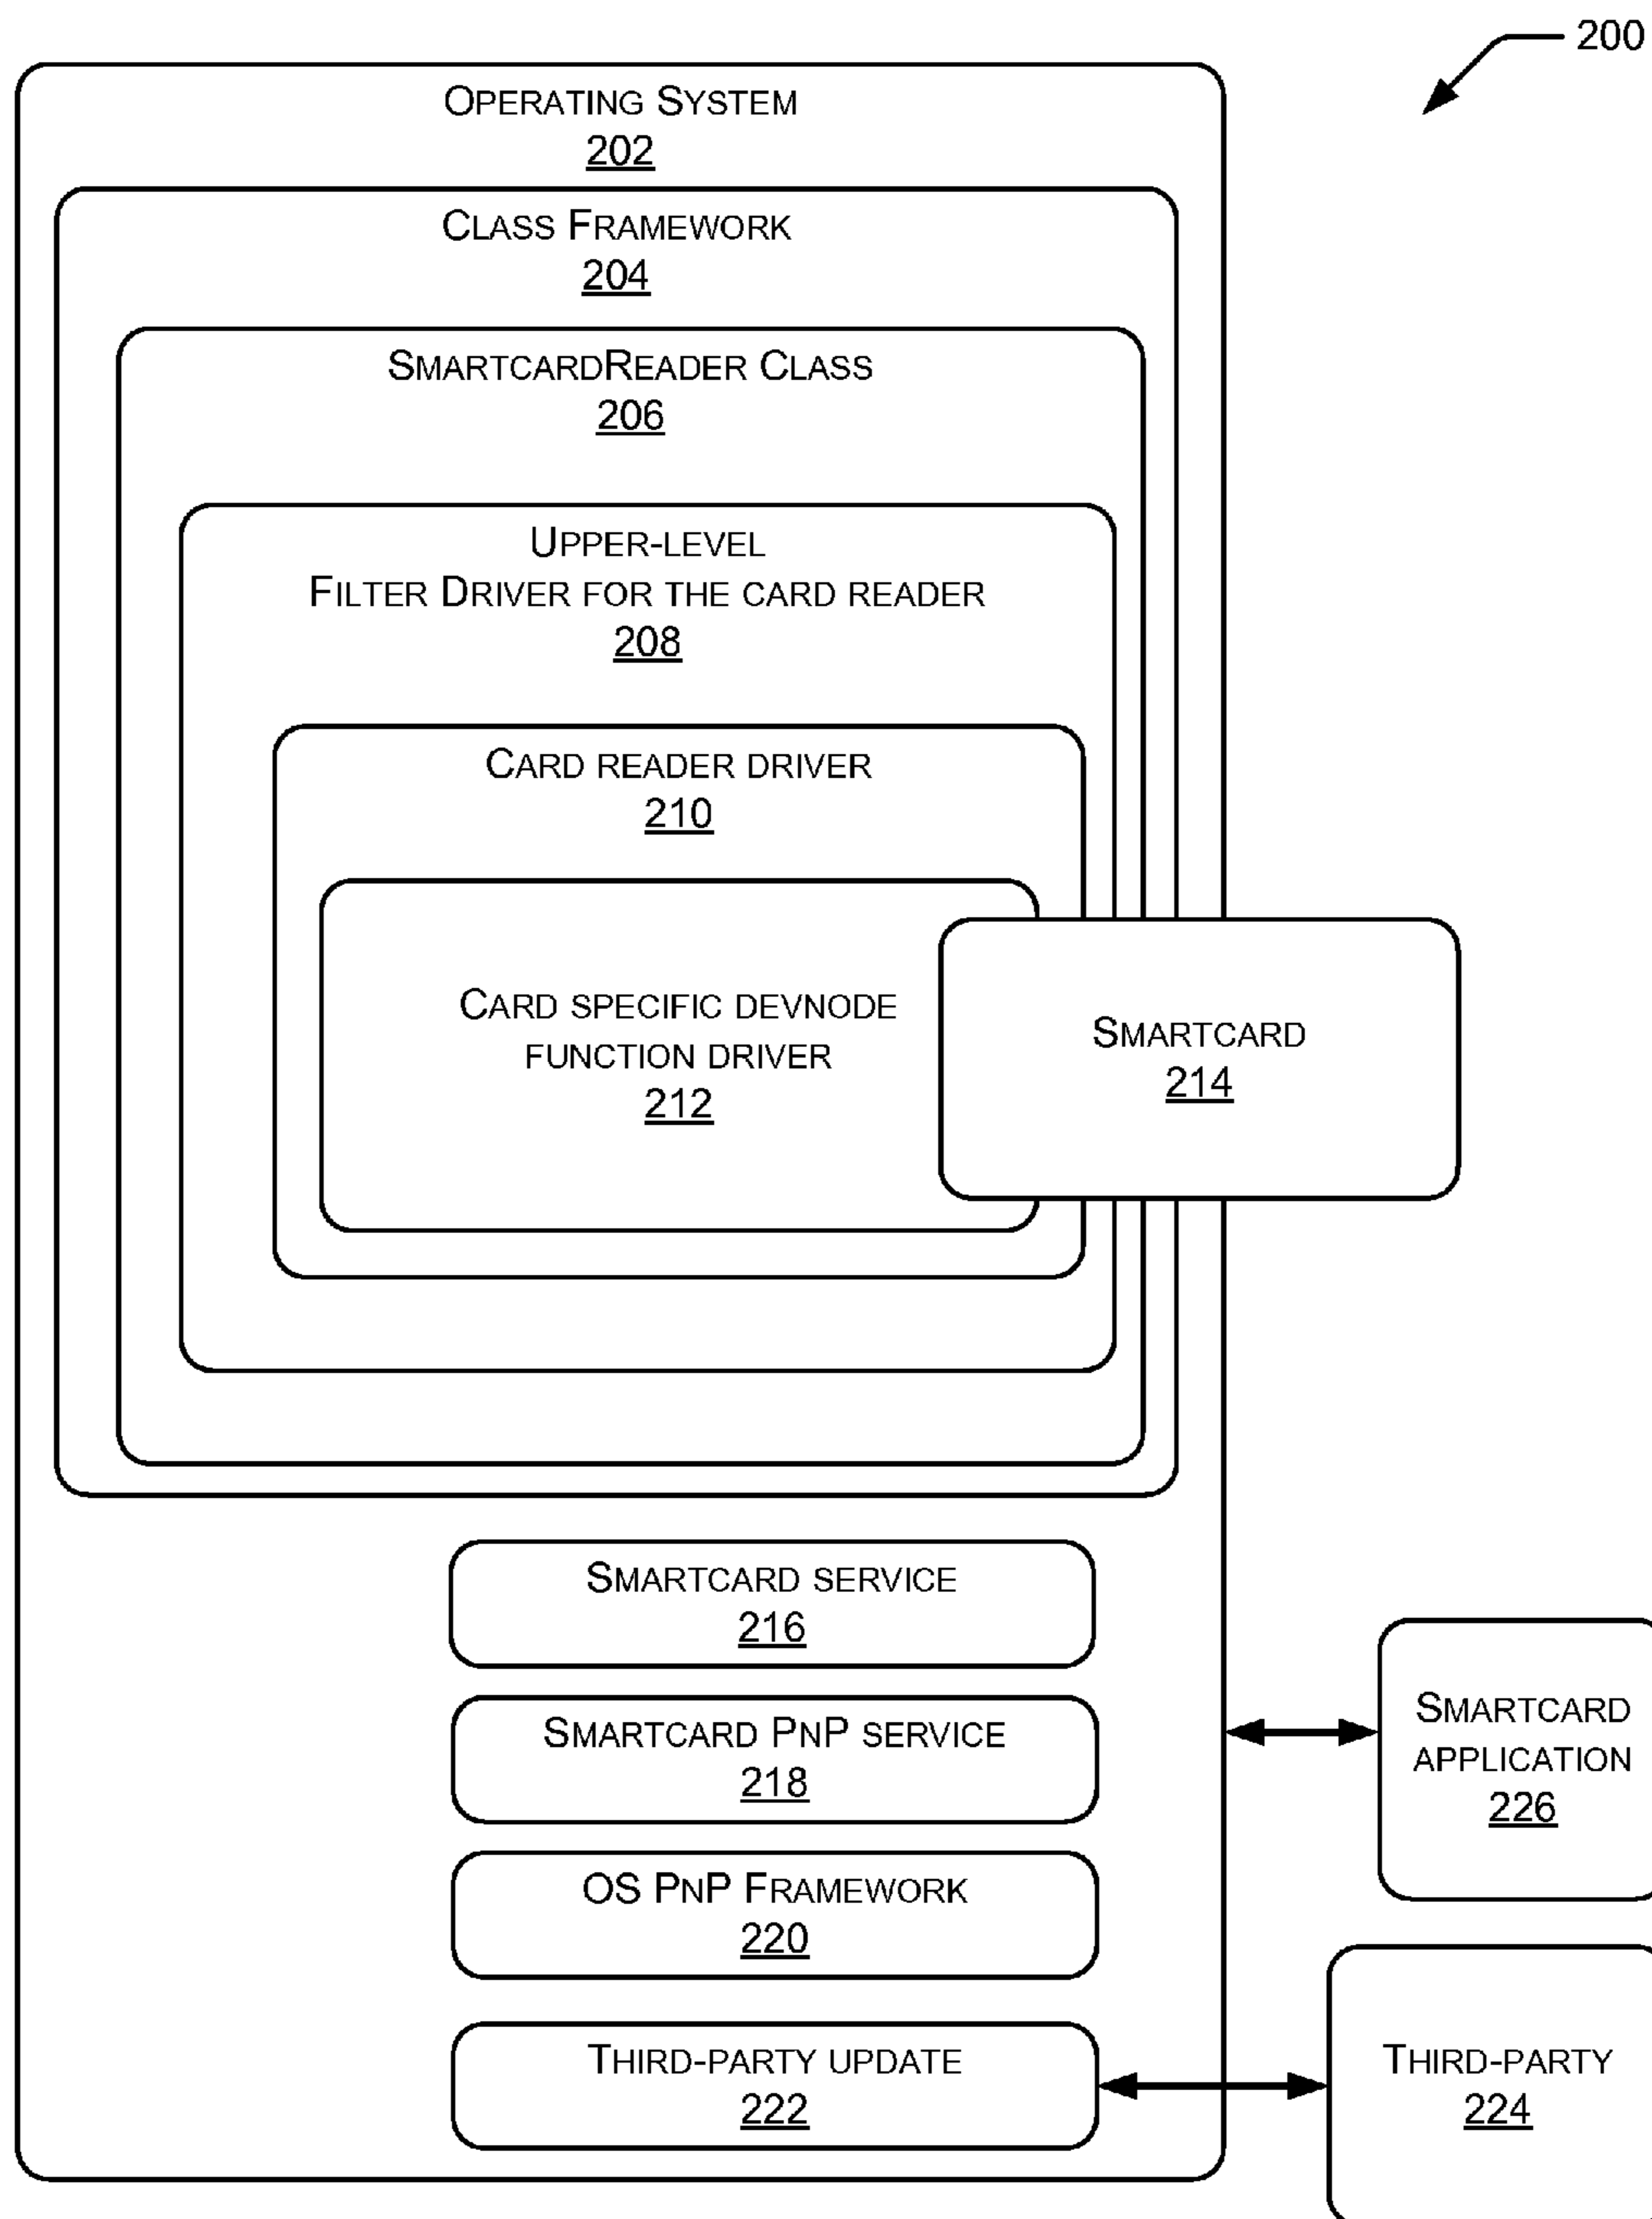 200
OPERATING SYSTEM
202
CLASS FRAMEWORK
204
SMARTCARDREADER CLASS
206
UPPER-LEVEL
FILTER DRIVER FOR THE CARD READER
208
CARD READER DRIVER
210
CARD SPECIFIC DEVNODE
FUNCTION DRIVER
212
SMARTCARD
214
SMARTCARD SERVICE
216
SMARTCARD PNP SERVICE
218
OS PNP FRAMEWORK
220
THIRD-PARTY UPDATE
222
SMARTCARD
APPLICATION
226
THIRD-PARTY
224